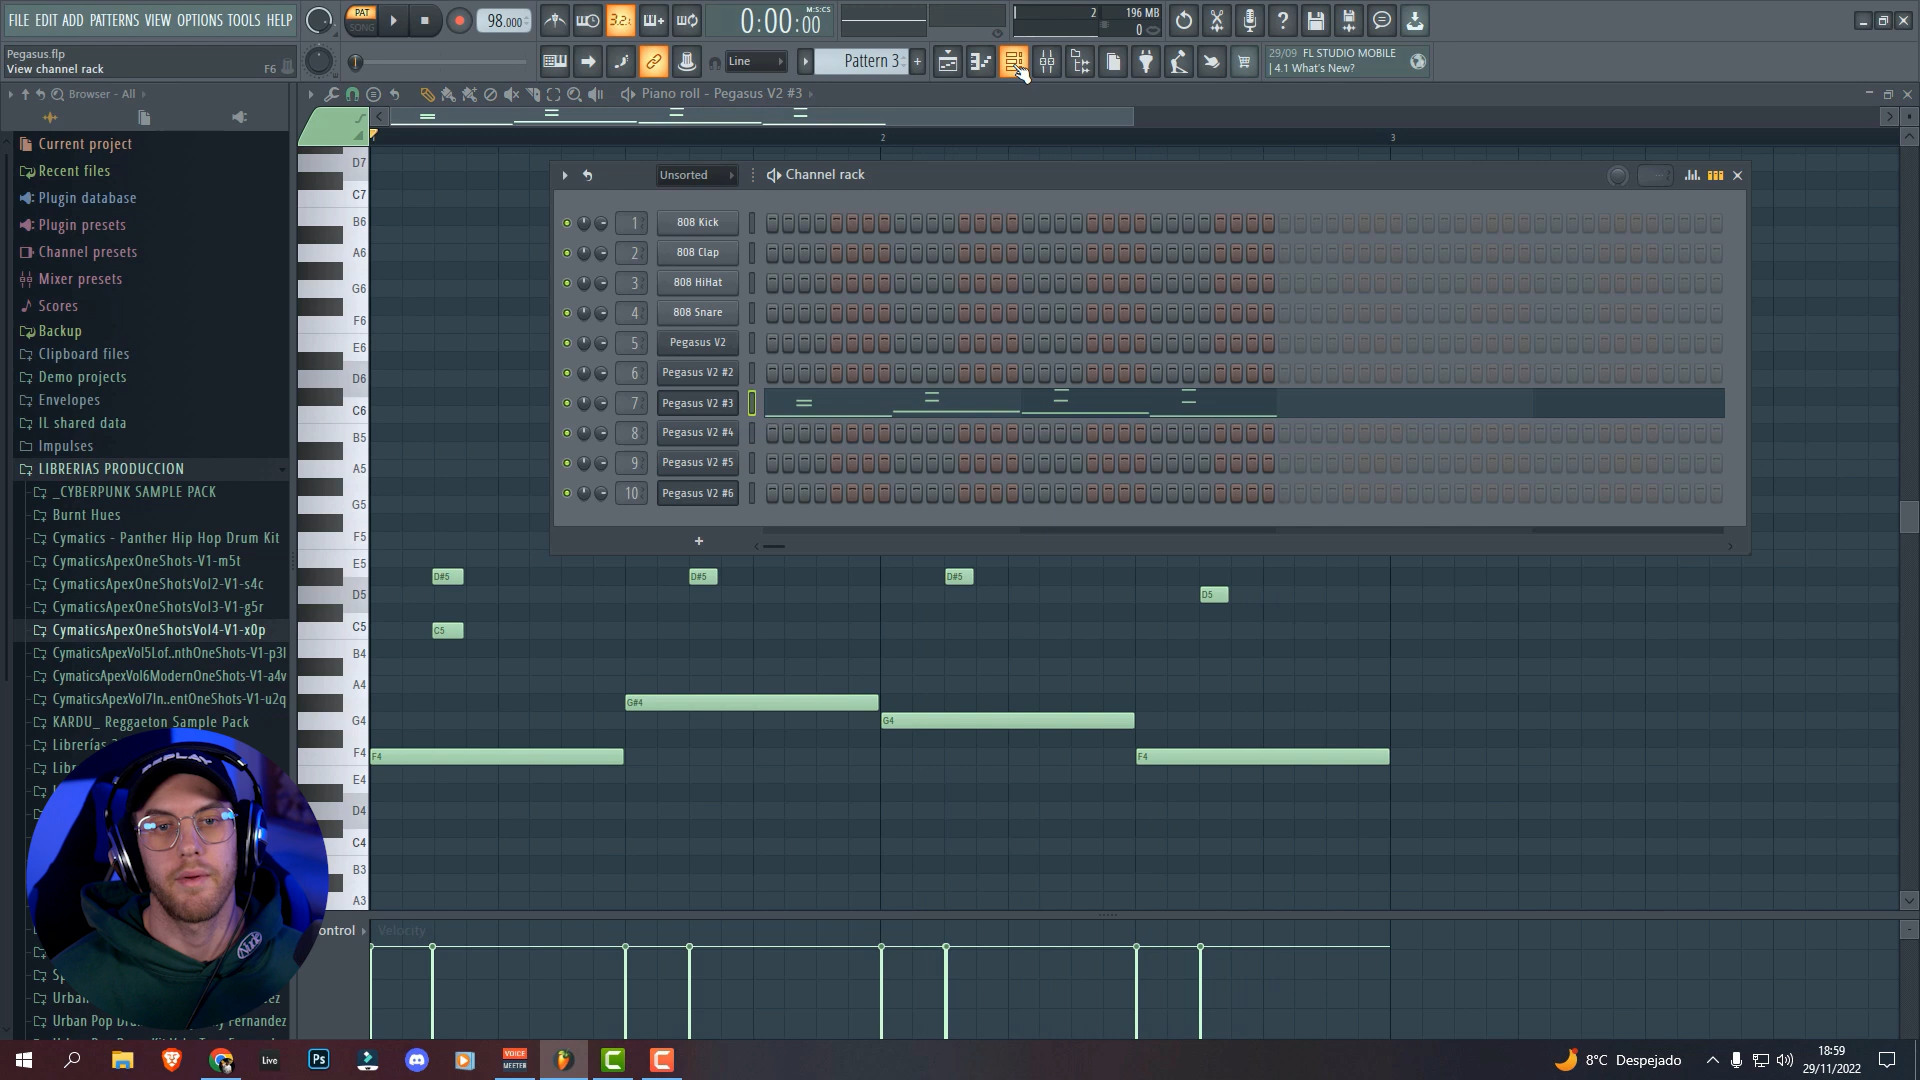 FILE EDIT ADD PATTERNS VIEW OPTIONS TOOLS HELP
PAT
SONG
98.000
3.2.
0:00:00
M:S:CS
2
196 MB
0
Pegasus.flp
View channel rack
F6
Line
Pattern 3
29/09 FL STUDIO MOBILE
| 4.1 What's New?
Browser - All
Piano roll - Pegasus V2 #3
Current project
Recent files
Plugin database
Plugin presets
Channel presets
Mixer presets
Scores
Backup
Clipboard files
Demo projects
Envelopes
IL shared data
Impulses
LIBRERIAS PRODUCCION
_CYBERPUNK SAMPLE PACK
Burnt Hues
Cymatics - Panther Hip Hop Drum Kit
CymaticsApexOneShots-V1-m5t
CymaticsApexOneShotsVol2-V1-s4c
CymaticsApexOneShotsVol3-V1-g5r
CymaticsApexOneShotsVol4-V1-x0p
CymaticsApexVol5Lof..nthOneShots-V1-p3l
CymaticsApexVol6ModernOneShots-V1-a4v
CymaticsApexVol7In..entOneShots-V1-u2q
KARDU_ Reggaeton Sample Pack
2
3
D7
C7
B6
A6
G6
F6
E6
D6
C6
B5
A5
G5
F5
E5
D5
C5
B4
A4
G4
F4
E4
D4
C4
B3
A3
Unsorted
Channel rack
1 808 Kick
2 808 Clap
3 808 HiHat
4 808 Snare
5 Pegasus V2
6 Pegasus V2 #2
7 Pegasus V2 #3
8 Pegasus V2 #4
9 Pegasus V2 #5
10 Pegasus V2 #6
+
D#5
D#5
D#5
D5
C5
G#4
G4
F4
F4
ontrol
Velocity
Live
Ps
VOICE
MEETER
8°C Despejado
18:59
29/11/2022